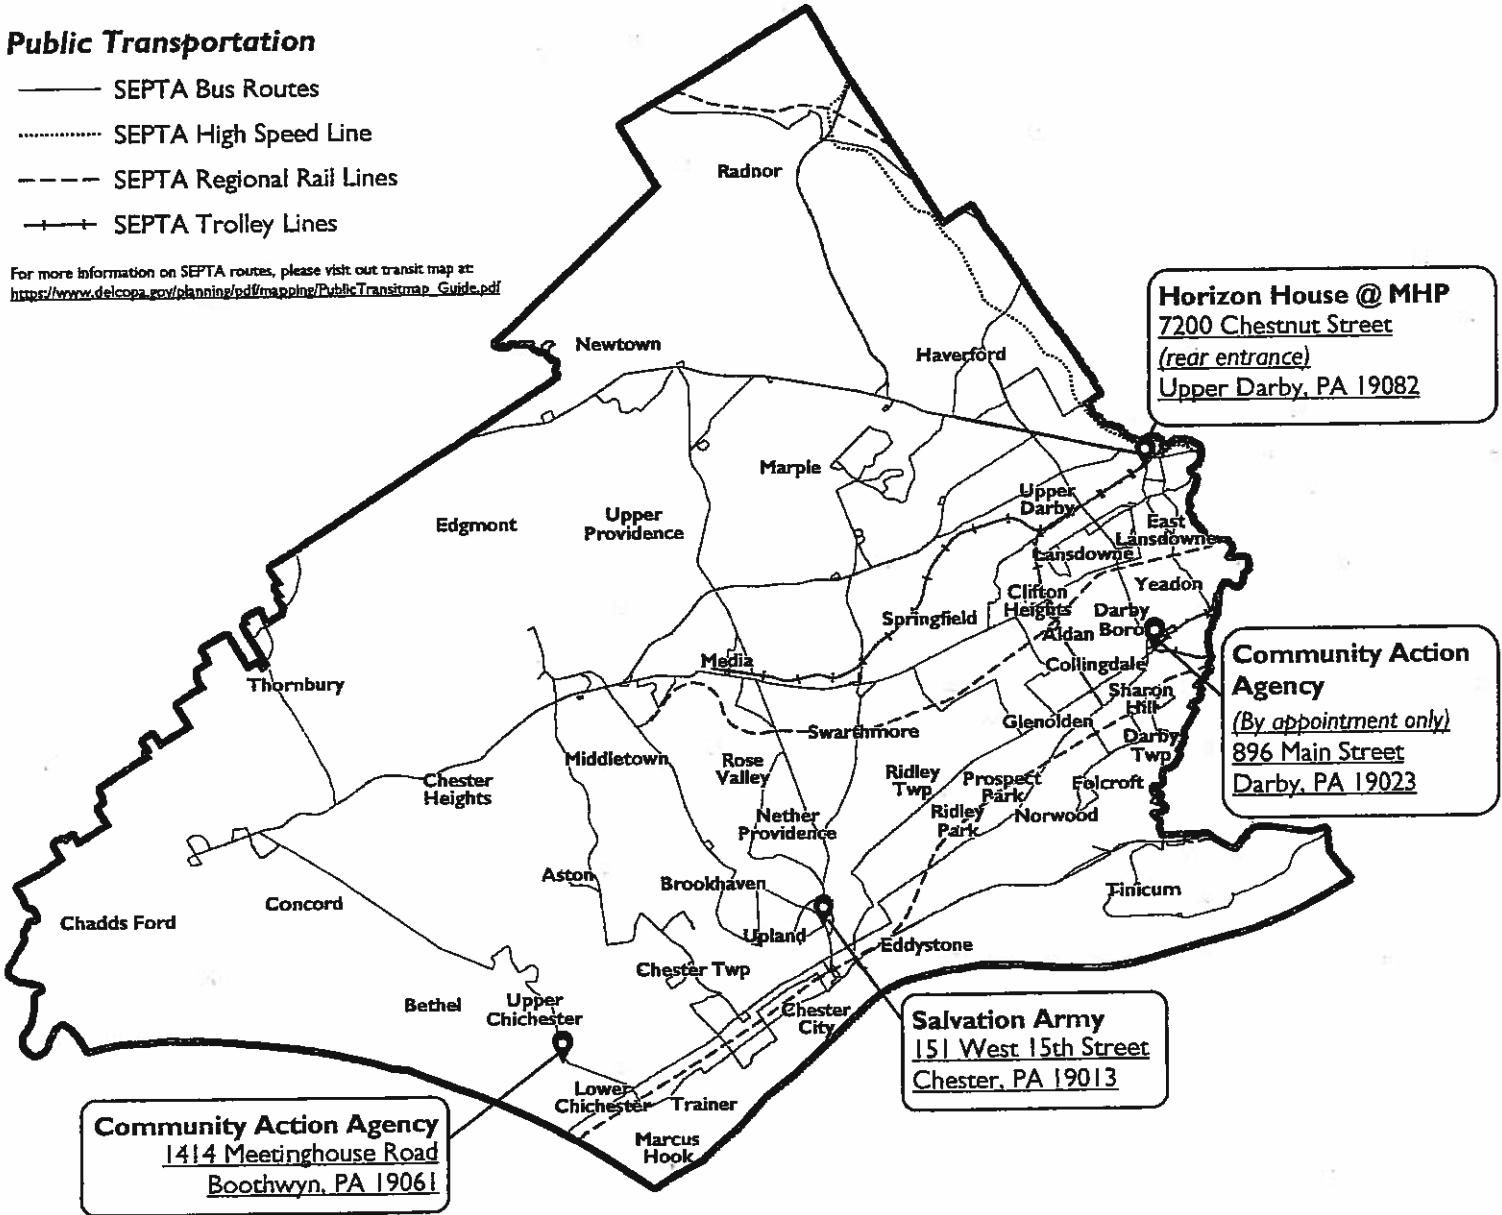 Public Transportation
SEPTA Bus Routes
SEPTA High Speed Line
SEPTA Regional Rail Lines
SEPTA Trolley Lines
For more information on SEPTA routes, please visit out transit map at:
https://www.delcopa.gov/planning/pdf/mapping/PublicTransitmap_Guide.pdf
Radnor
Horizon House @ MHP
7200 Chestnut Street
(rear entrance)
Upper Darby, PA 19082
Newtown
Haverford
Marple
Edgmont
Upper
Providence
Upper
Darby
East
Lansdowne
Lansdowne
Yeadon
Clifton
Heights
Darby
Boro
Springfield
Aldan
Collingdale
Media
Thornbury
Sharon
Hill
Glenolden
Darby
Twp
Swarthmore
Community Action
Agency
(By appointment only)
896 Main Street
Darby, PA 19023
Middletown
Rose
Valley
Chester
Heights
Ridley
Twp
Prospect
Park
Folcroft
Norwood
Ridley
Park
Nether
Providence
Aston
Brookhaven
Tinicum
Concord
Chadds Ford
Upland
Eddystone
Chester Twp
Bethel
Upper
Chichester
Chester
City
Salvation Army
151 West 15th Street
Chester, PA 19013
Lower
Chichester
Trainer
Marcus
Hook
Community Action Agency
1414 Meetinghouse Road
Boothwyn, PA 19061